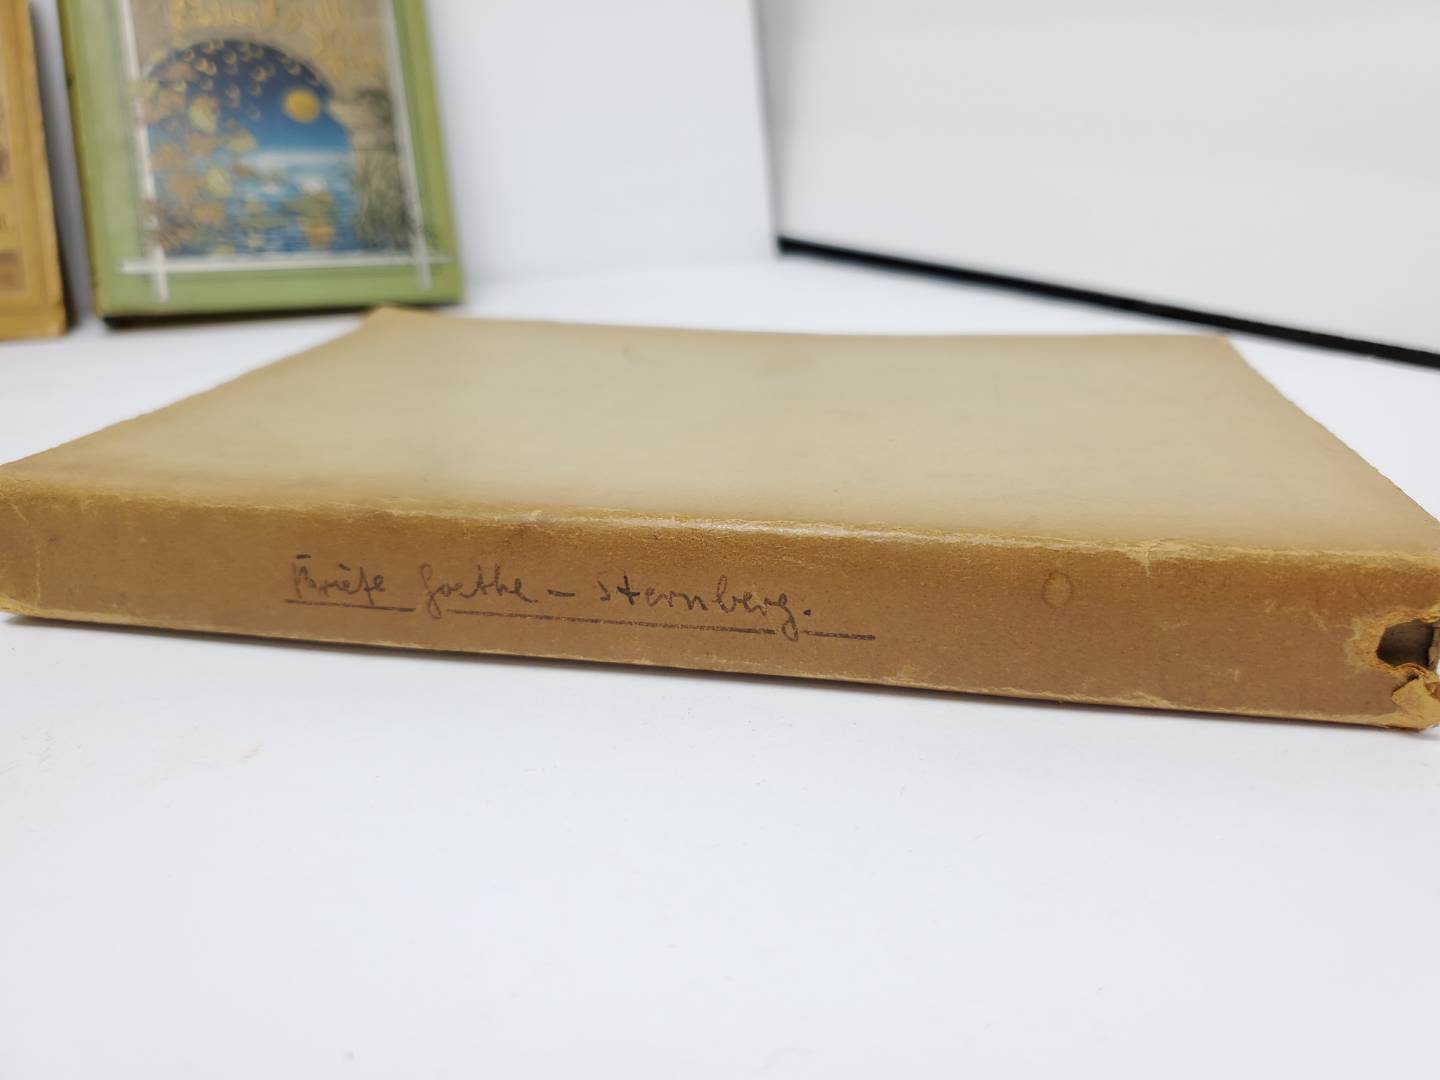 Briefe Goethe – Sternberg.